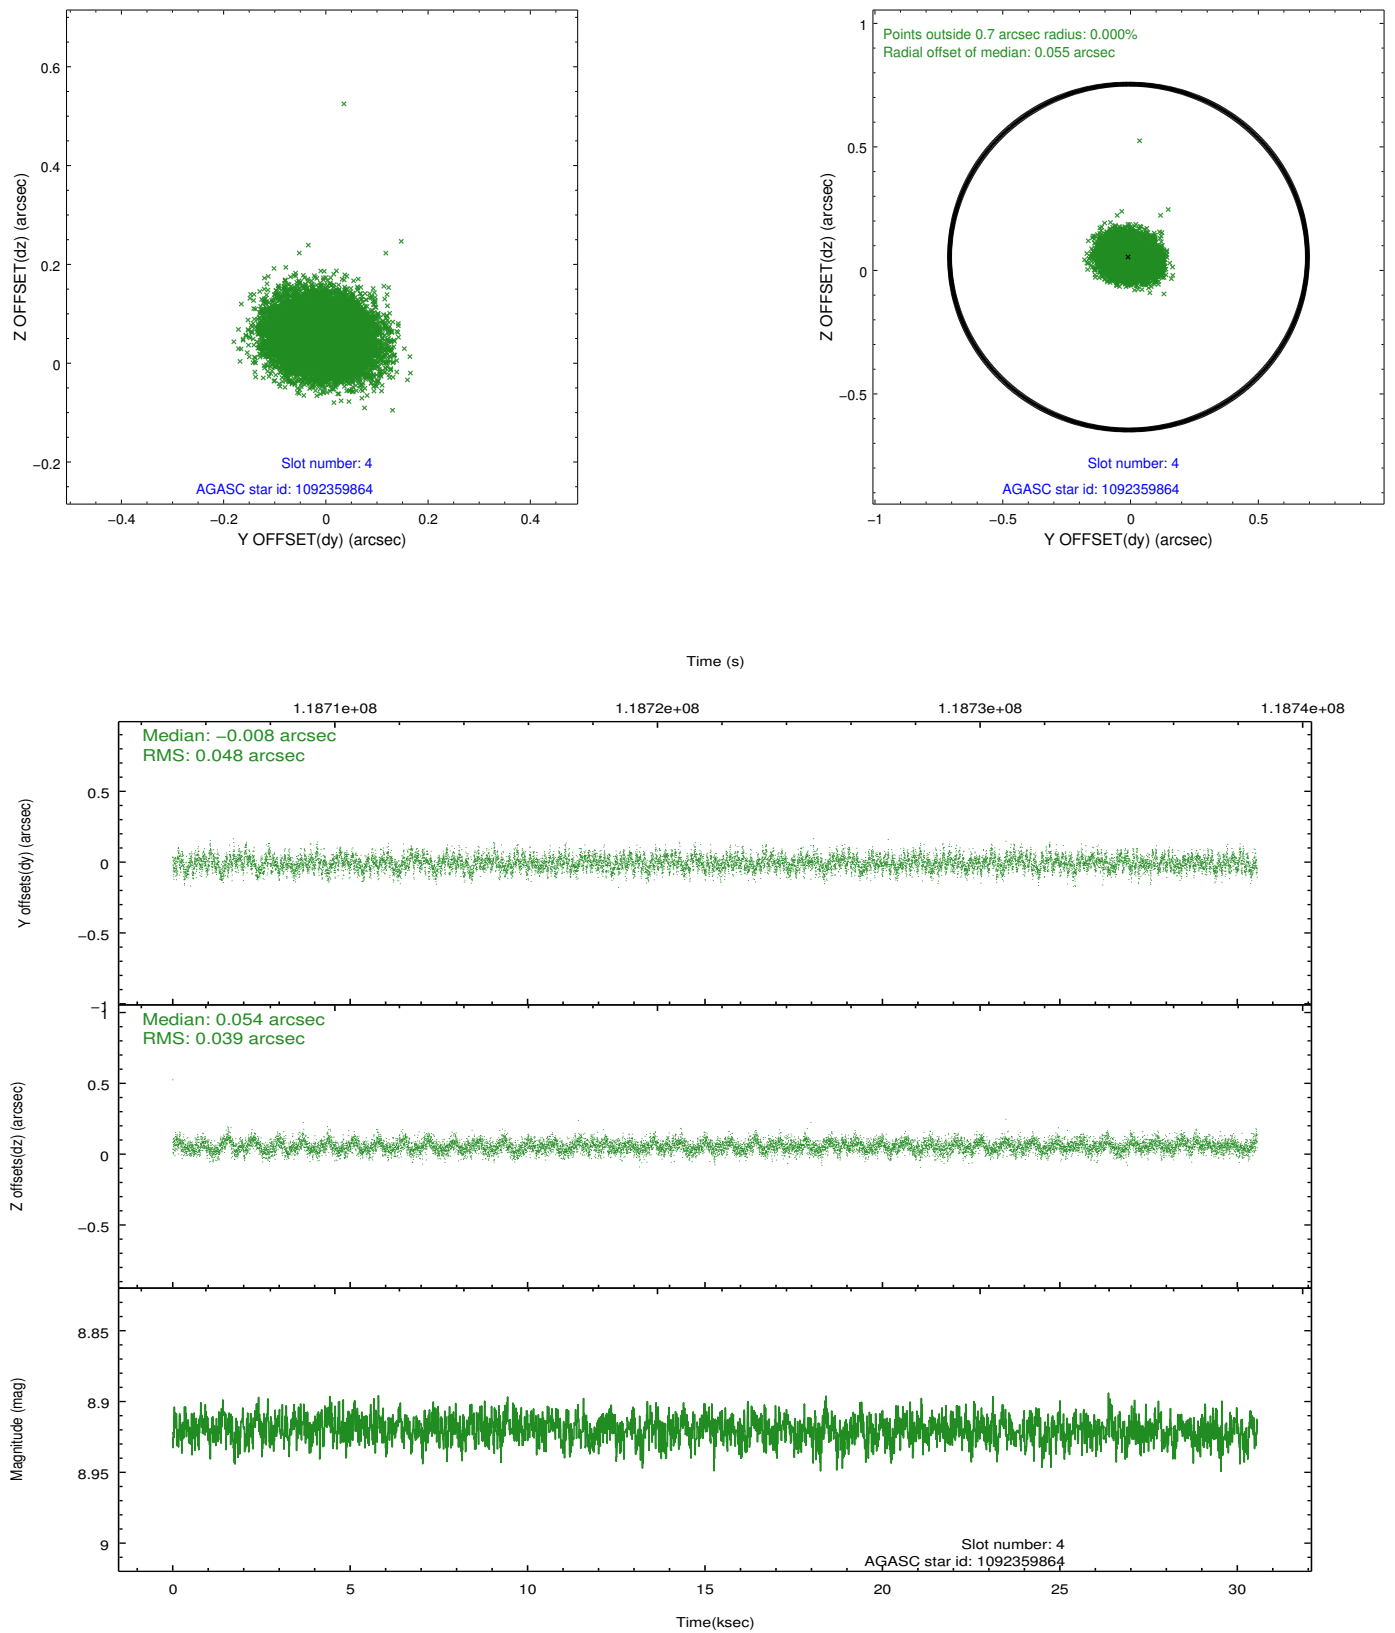 0.6
0.4
0.2
0
−0.2
Z OFFSET(dz) (arcsec)
Slot number: 4
AGASC star id: 1092359864
−0.4
−0.2
0
0.2
0.4
Y OFFSET(dy) (arcsec)
Points outside 0.7 arcsec radius: 0.000%
Radial offset of median: 0.055 arcsec
1
0.5
0
−0.5
Z OFFSET(dz) (arcsec)
Slot number: 4
AGASC star id: 1092359864
−1
−0.5
0
0.5
Y OFFSET(dy) (arcsec)
Time (s)
1.1871e+08
1.1872e+08
1.1873e+08
1.1874e+08
Median: −0.008 arcsec
RMS: 0.048 arcsec
0.5
0
−0.5
−1
Y offsets(dy) (arcsec)
Median: 0.054 arcsec
RMS: 0.039 arcsec
1
0.5
0
−0.5
Z offsets(dz) (arcsec)
8.85
8.9
8.95
9
Magnitude (mag)
Slot number: 4
AGASC star id: 1092359864
0
5
10
15
20
25
30
Time(ksec)